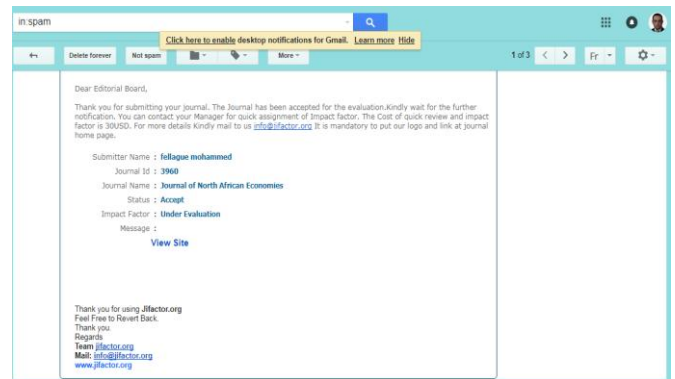 in:spam
Click here to enable desktop notifications for Gmail. Learn more Hide
Delete forever Not spam More 1 of 3 Fr
Dear Editorial Board,
Thank you for submitting your journal. The Journal has been accepted for the evaluation.Kindly wait for the further
notification. You can contact your Manager for quick assignment of Impact factor. The Cost of quick review and impact
factor is 30USD. For more details Kindly mail to us info@jifactor.org It is mandatory to put our logo and link at journal
home page.
Submitter Name : fellague mohammed
Journal Id : 3960
Journal Name : Journal of North African Economies
Status : Accept
Impact Factor : Under Evaluation
Message :
View Site
Thank you for using Jifactor.org
Feel Free to Revert Back.
Thank you.
Regards
Team jifactor.org
Mail: info@jifactor.org
www.jifactor.org